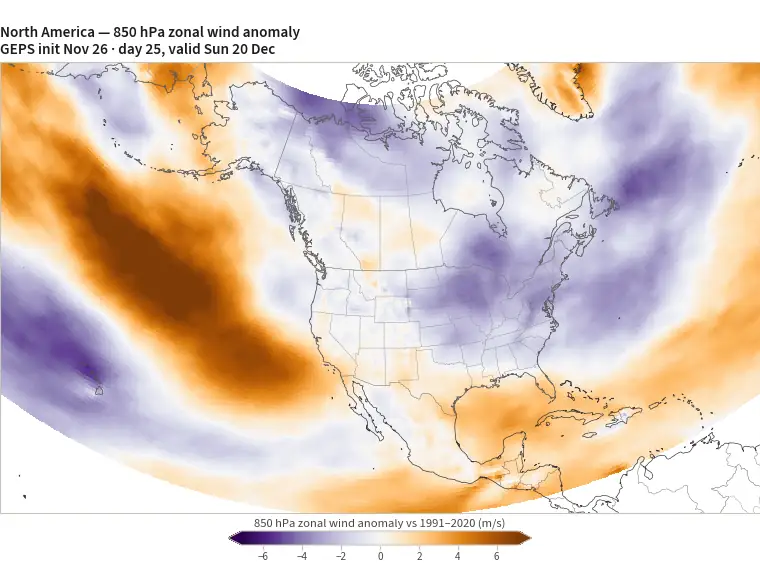 North America — 850 hPa zonal wind anomaly
GEPS init Nov 26 · day 25, valid Sun 20 Dec
850 hPa zonal wind anomaly vs 1991–2020 (m/s)
−6 −4 −2 0 2 4 6